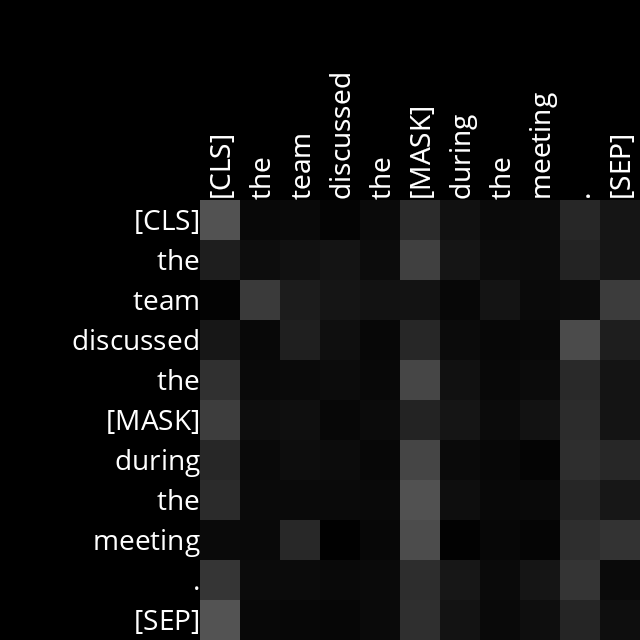 [CLS]
the
team
discussed
the
[MASK]
during
the
meeting
.
[SEP]
[CLS]
the
team
discussed
the
[MASK]
during
the
meeting
.
[SEP]